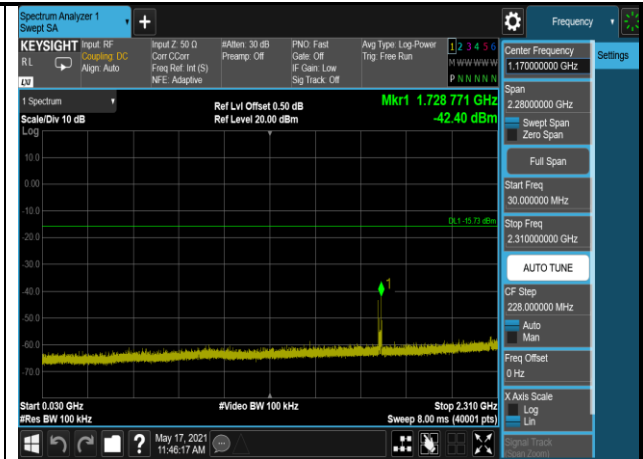 Spectrum Analyzer 1
Swept SA
+
Frequency
KEYSIGHT
RL
Input: RF
Coupling: DC
Align: Auto
Input Z: 50 Ω
Corr CCorr
Freq Ref: Int (S)
NFE: Adaptive
#Atten: 30 dB
Preamp: Off
PNO: Fast
Gate: Off
IF Gain: Low
Sig Track: Off
Avg Type: Log-Power
Trig: Free Run
1 2 3 4 5 6
M W W W W W
P N N N N N
Settings
1 Spectrum
Scale/Div 10 dB
Log
Ref Lvl Offset 0.50 dB
Ref Level 20.00 dBm
Mkr1 1.728 771 GHz
-42.40 dBm
10.0
0.00
-10.0
-20.0
-30.0
-40.0
-50.0
-60.0
-70.0
DL1 -15.73 dBm
1
Start 0.030 GHz
#Res BW 100 kHz
#Video BW 100 kHz
Stop 2.310 GHz
Sweep 8.00 ms (40001 pts)
Center Frequency
1.170000000 GHz
Span
2.28000000 GHz
Swept Span
Zero Span
Full Span
Start Freq
30.000000 MHz
Stop Freq
2.310000000 GHz
AUTO TUNE
CF Step
228.000000 MHz
Auto
Man
Freq Offset
0 Hz
X Axis Scale
Log
Lin
Signal Track
(Span Zoom)
?
May 17, 2021
11:46:17 AM